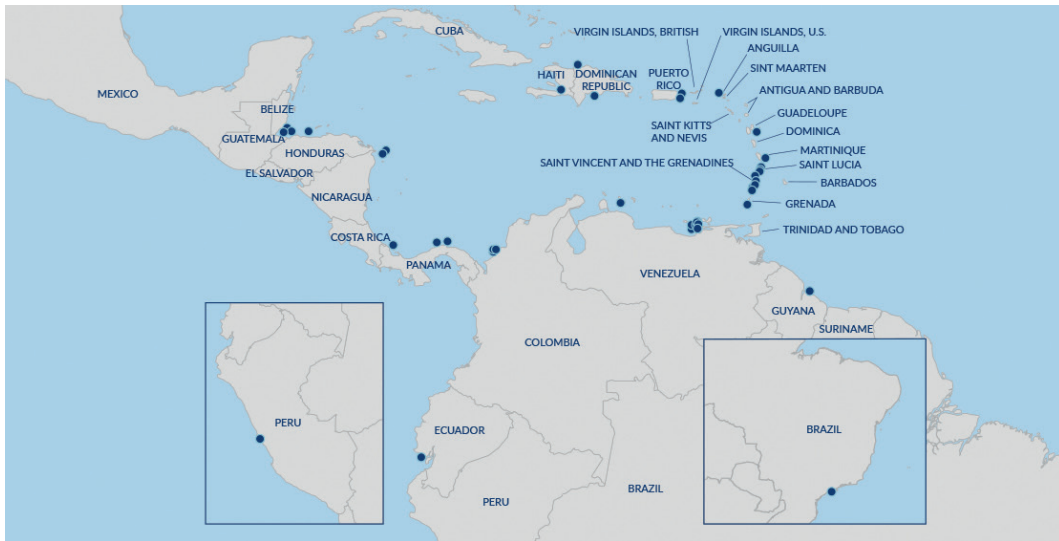 CUBA
VIRGIN ISLANDS, BRITISH
VIRGIN ISLANDS, U.S.
ANGUILLA
SINT MAARTEN
ANTIGUA AND BARBUDA
GUADELOUPE
DOMINICA
MARTINIQUE
SAINT LUCIA
BARBADOS
GRENADA
TRINIDAD AND TOBAGO
HAITI
DOMINICAN
REPUBLIC
PUERTO
RICO
SAINT KITTS
AND NEVIS
SAINT VINCENT AND THE GRENADINES
MEXICO
BELIZE
GUATEMALA
HONDURAS
EL SALVADOR
NICARAGUA
COSTA RICA
PANAMA
VENEZUELA
GUYANA
SURINAME
COLOMBIA
ECUADOR
PERU
BRAZIL
PERU
BRAZIL